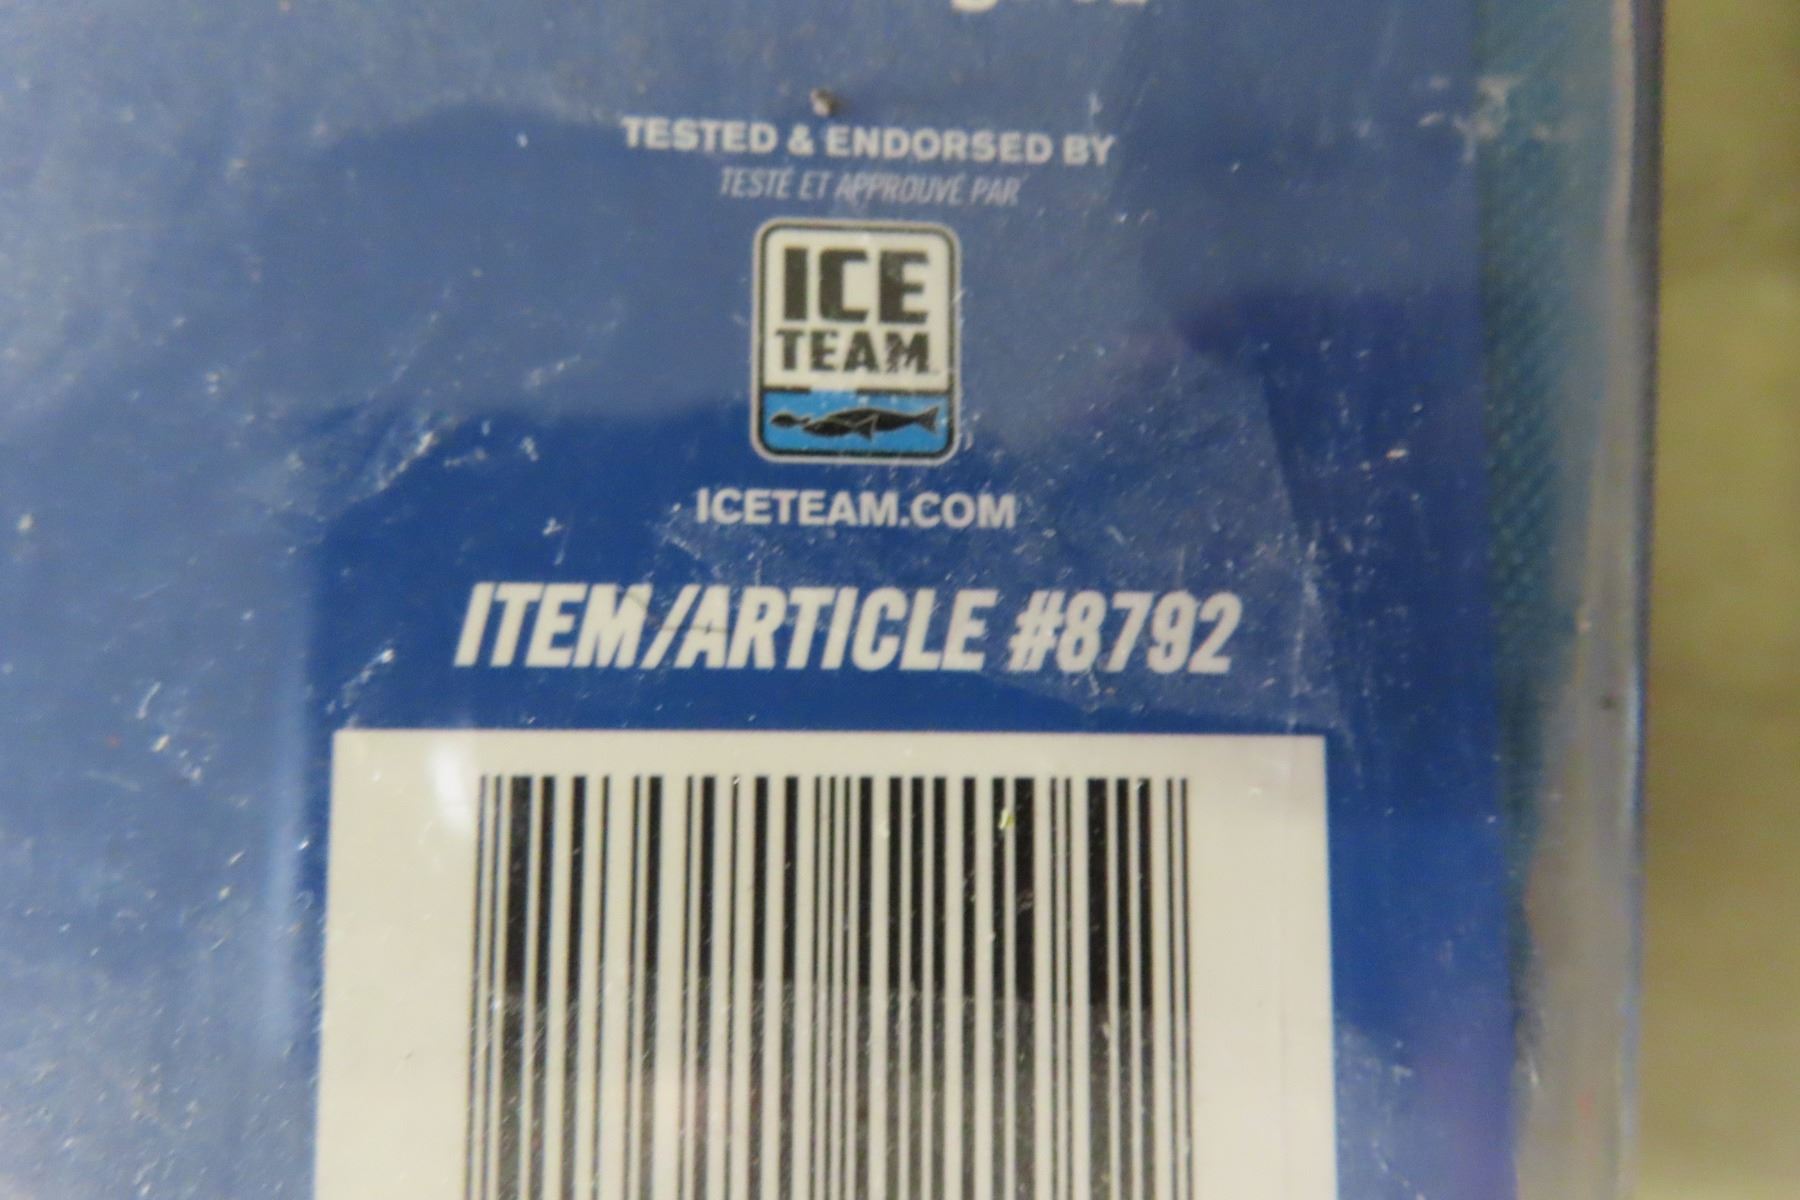 TESTED & ENDORSED BY
TESTÉ ET APPROUVÉ PAR
ICE
TEAM
ICETEAM.COM
ITEM/ARTICLE #8792